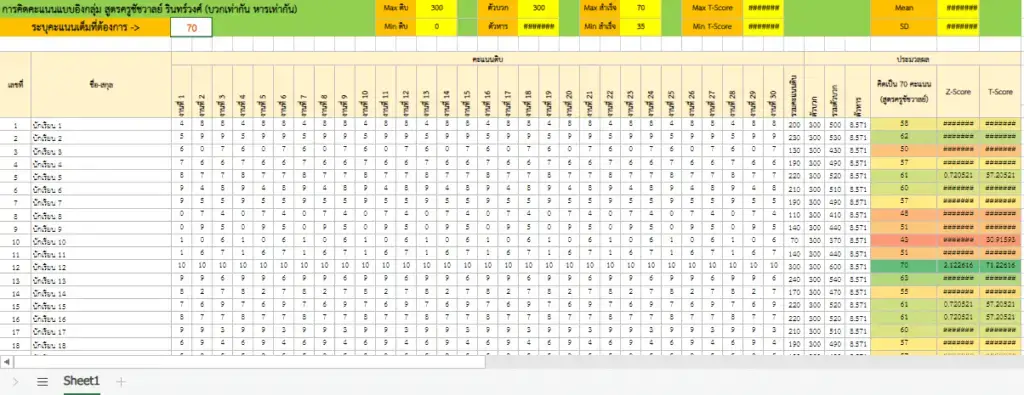 การคิดคะแนนแบบอิงกลุ่ม สูตรครูชัชวาลย์ รินทร์วงศ์ (บวกเท่ากัน หารเท่ากัน) Max ดิบ 300 ตัวบวก 300 Max สำเร็จ 70 Max T-Score ####### Mean #######
ระบุคะแนนเต็มที่ต้องการ -> 70 Min ดิบ 0 ตัวหาร ####### Min สำเร็จ 35 Min T-Score ####### SD #######
คะแนนดิบ ประมวลผล
เลขที่ ชื่อ-สกุล งานที่ 1 งานที่ 2 งานที่ 3 งานที่ 4 งานที่ 5 งานที่ 6 งานที่ 7 งานที่ 8 งานที่ 9 งานที่ 10 งานที่ 11 งานที่ 12 งานที่ 13 งานที่ 14 งานที่ 15 งานที่ 16 งานที่ 17 งานที่ 18 งานที่ 19 งานที่ 20 งานที่ 21 งานที่ 22 งานที่ 23 งานที่ 24 งานที่ 25 งานที่ 26 งานที่ 27 งานที่ 28 งานที่ 29 งานที่ 30 รวมคะแนนดิบ ตัวบวก รวมตัวบวก ตัวหาร คิดเป็น 70 คะแนน (สูตรครูชัชวาลย์) Z-Score T-Score
1 นักเรียน 1 4 8 8 4 8 8 4 8 8 4 8 8 4 8 8 4 8 8 4 8 8 4 8 8 4 8 8 4 8 8 200 300 500 8.571 58 ####### #######
2 นักเรียน 2 5 9 9 5 9 9 5 9 9 5 9 9 5 9 9 5 9 9 5 9 9 5 9 9 5 9 9 5 9 9 230 300 530 8.571 62 ####### #######
3 นักเรียน 3 6 0 7 6 0 7 6 0 7 6 0 7 6 0 7 6 0 7 6 0 7 6 0 7 6 0 7 6 0 7 130 300 430 8.571 50 ####### #######
4 นักเรียน 4 7 6 6 7 6 6 7 6 6 7 6 6 7 6 6 7 6 6 7 6 6 7 6 6 7 6 6 7 6 6 190 300 490 8.571 57 ####### #######
5 นักเรียน 5 8 7 7 8 7 7 8 7 7 8 7 7 8 7 7 8 7 7 8 7 7 8 7 7 8 7 7 8 7 7 220 300 520 8.571 61 0.720521 57.20521
6 นักเรียน 6 9 4 8 9 4 8 9 4 8 9 4 8 9 4 8 9 4 8 9 4 8 9 4 8 9 4 8 9 4 8 210 300 510 8.571 60 ####### #######
7 นักเรียน 7 9 5 5 9 5 5 9 5 5 9 5 5 9 5 5 9 5 5 9 5 5 9 5 5 9 5 5 9 5 5 190 300 490 8.571 57 ####### #######
8 นักเรียน 8 0 7 4 0 7 4 0 7 4 0 7 4 0 7 4 0 7 4 0 7 4 0 7 4 0 7 4 0 7 4 110 300 410 8.571 48 ####### #######
9 นักเรียน 9 0 9 5 0 9 5 0 9 5 0 9 5 0 9 5 0 9 5 0 9 5 0 9 5 0 9 5 0 9 5 140 300 440 8.571 51 ####### #######
10 นักเรียน 10 1 0 6 1 0 6 1 0 6 1 0 6 1 0 6 1 0 6 1 0 6 1 0 6 1 0 6 1 0 6 70 300 370 8.571 43 ####### 30.91593
11 นักเรียน 11 1 6 7 1 6 7 1 6 7 1 6 7 1 6 7 1 6 7 1 6 7 1 6 7 1 6 7 1 6 7 140 300 440 8.571 51 ####### #######
12 นักเรียน 12 10 10 10 10 10 10 10 10 10 10 10 10 10 10 10 10 10 10 10 10 10 10 10 10 10 10 10 10 10 10 300 300 600 8.571 70 2.122616 71.22616
13 นักเรียน 13 9 6 9 9 6 9 9 6 9 9 6 9 9 6 9 9 6 9 9 6 9 9 6 9 9 6 9 9 6 9 240 300 540 8.571 63 ####### #######
14 นักเรียน 14 8 2 7 8 2 7 8 2 7 8 2 7 8 2 7 8 2 7 8 2 7 8 2 7 8 2 7 8 2 7 170 300 470 8.571 55 ####### #######
15 นักเรียน 15 7 6 9 7 6 9 7 6 9 7 6 9 7 6 9 7 6 9 7 6 9 7 6 9 7 6 9 7 6 9 220 300 520 8.571 61 0.720521 57.20521
16 นักเรียน 16 8 7 7 8 7 7 8 7 7 8 7 7 8 7 7 8 7 7 8 7 7 8 7 7 8 7 7 8 7 7 220 300 520 8.571 61 0.720521 57.20521
17 นักเรียน 17 9 9 3 9 9 3 9 9 3 9 9 3 9 9 3 9 9 3 9 9 3 9 9 3 9 9 3 9 9 3 210 300 510 8.571 60 ####### #######
18 นักเรียน 18 6 9 4 6 9 4 6 9 4 6 9 4 6 9 4 6 9 4 6 9 4 6 9 4 6 9 4 6 9 4 190 300 490 8.571 57 ####### #######
Sheet1